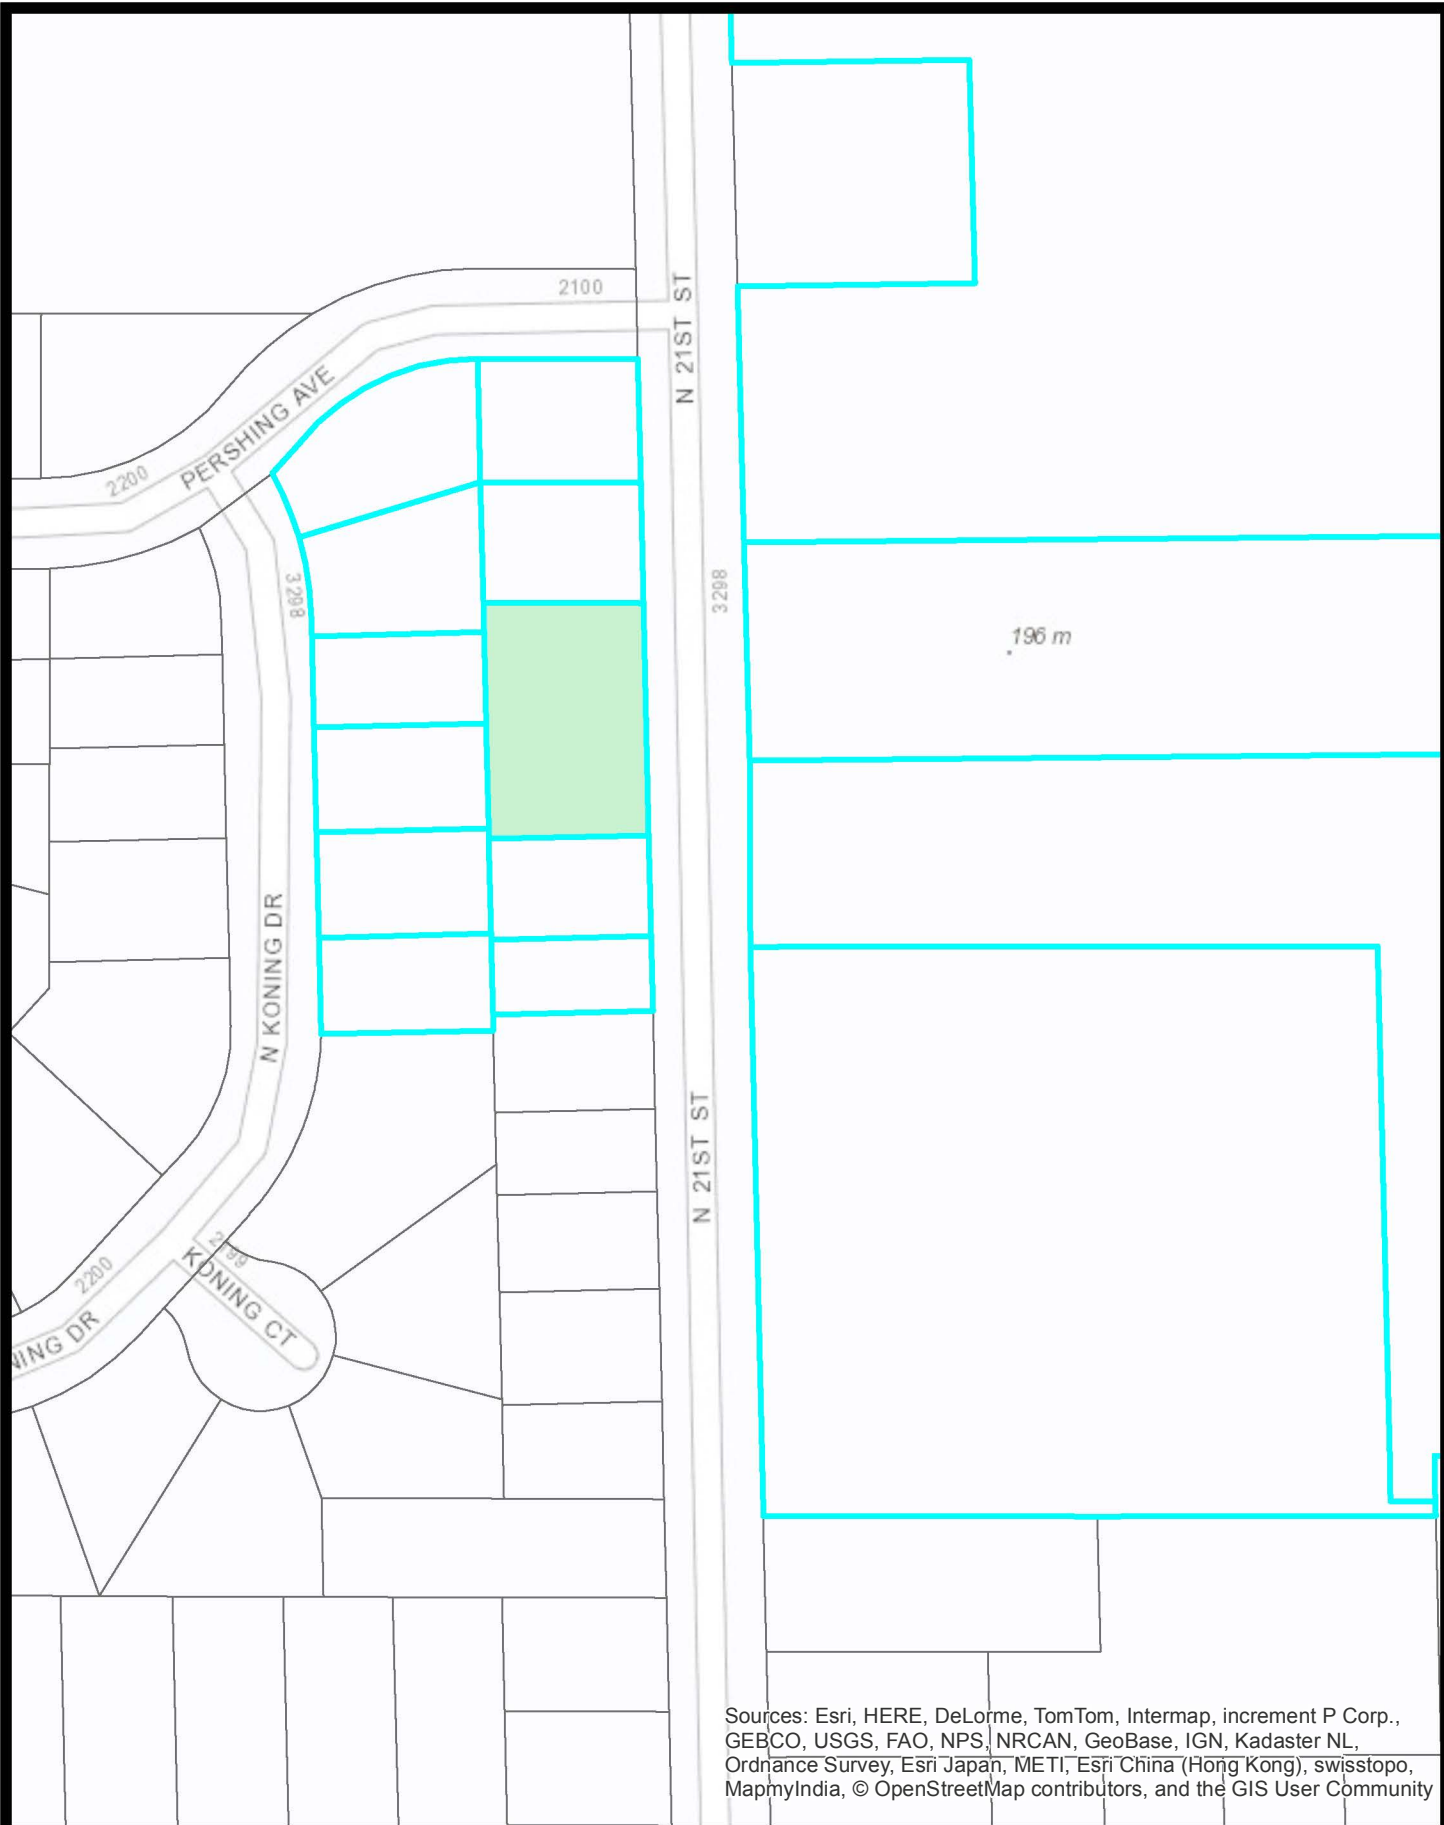 2100
N 21ST ST
PERSHING AVE
2200
3298
3298
196 m
N KONING DR
N 21ST ST
2199
KONING CT
2200
NING DR
Sources: Esri, HERE, DeLorme, TomTom, Intermap, increment P Corp.,
GEBCO, USGS, FAO, NPS, NRCAN, GeoBase, IGN, Kadaster NL,
Ordnance Survey, Esri Japan, METI, Esri China (Hong Kong), swisstopo,
MapmyIndia, © OpenStreetMap contributors, and the GIS User Community